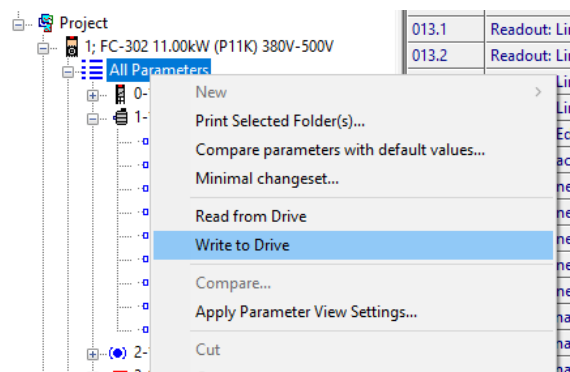 Project
1; FC-302 11.00kW (P11K) 380V-500V
All Parameters
0-
1-
2-
013.1 Readout: Lin
013.2 Readout: Lin
New
Print Selected Folder(s)...
Compare parameters with default values...
Minimal changeset...
Read from Drive
Write to Drive
Compare...
Apply Parameter View Settings...
Cut